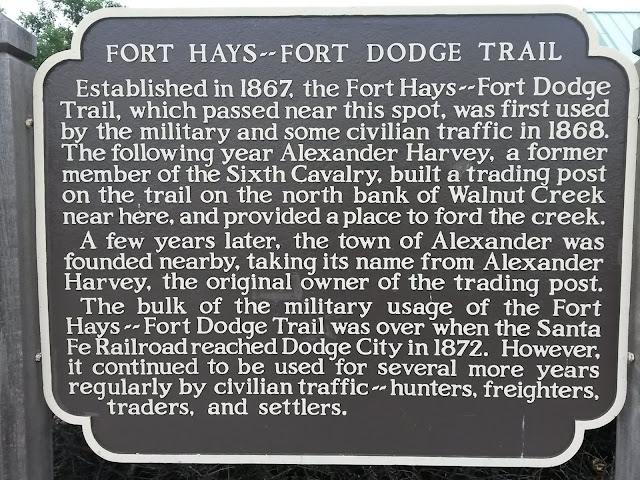 FORT HAYS--FORT DODGE TRAIL
Established in 1867, the Fort Hays--Fort Dodge
Trail, which passed near this spot, was first used
by the military and some civilian traffic in 1868.
The following year Alexander Harvey, a former
member of the Sixth Cavalry, built a trading post
on the trail on the north bank of Walnut Creek
near here, and provided a place to ford the creek.
A few years later, the town of Alexander was
founded nearby, taking its name from Alexander
Harvey, the original owner of the trading post.
The bulk of the military usage of the Fort
Hays--Fort Dodge Trail was over when the Santa
Fe Railroad reached Dodge City in 1872. However,
it continued to be used for several more years
regularly by civilian traffic--hunters, freighters,
traders, and settlers.